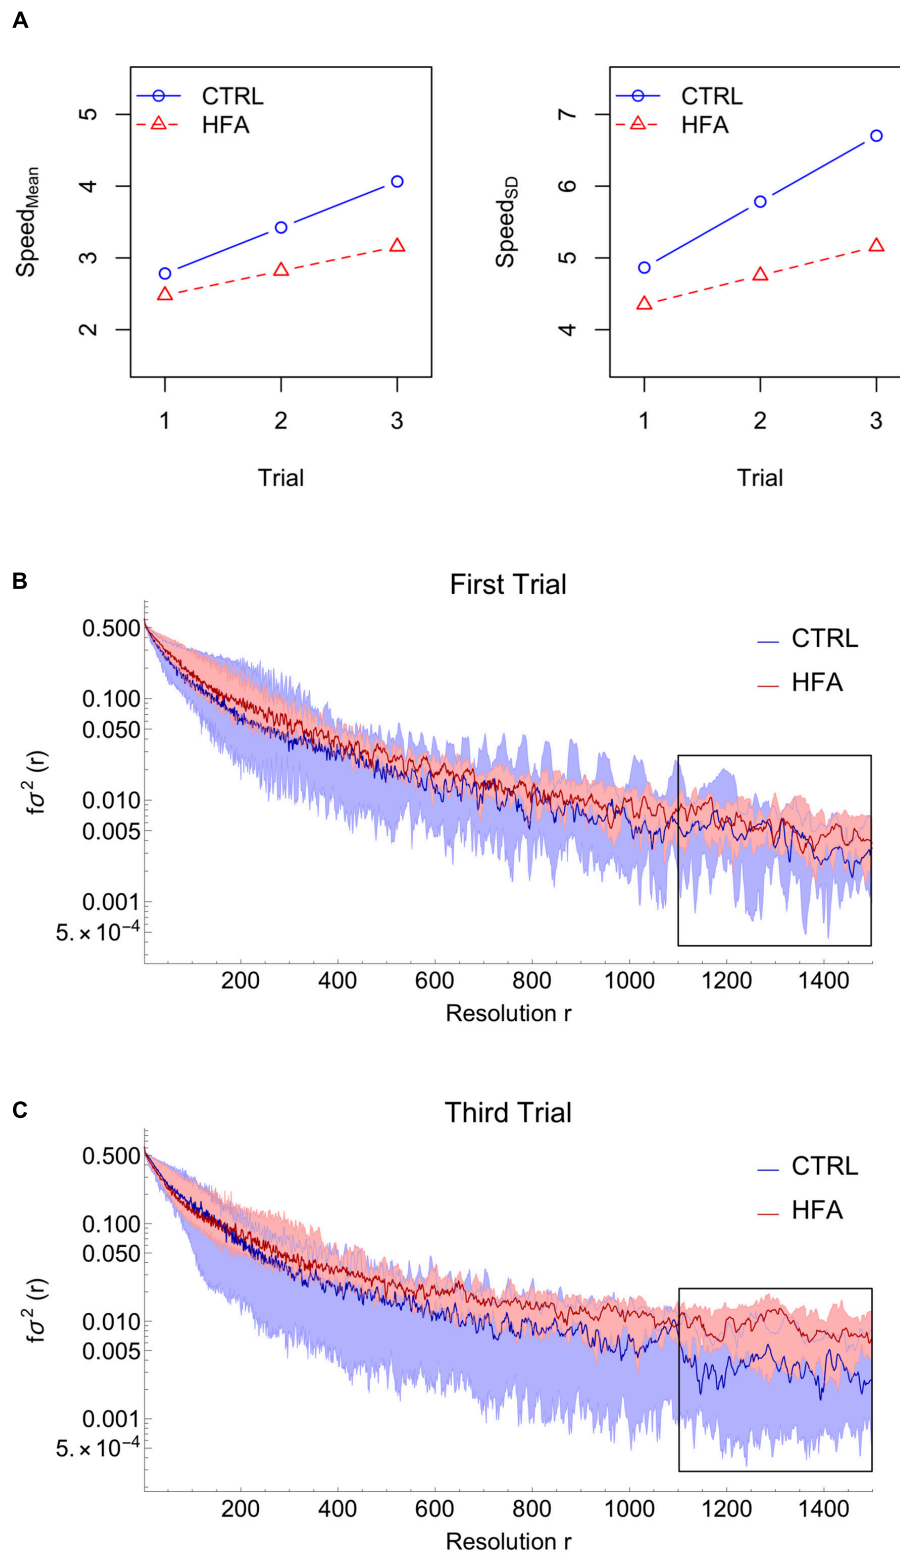 A
CTRL
HFA
5
4
3
2
Speed_Mean
1 2 3
Trial
CTRL
HFA
7
6
5
4
Speed_SD
1 2 3
Trial
B
First Trial
CTRL
HFA
0.500
0.100
0.050
0.010
0.005
0.001
5. × 10⁻⁴
fσ² (r)
200 400 600 800 1000 1200 1400
Resolution r
C
Third Trial
CTRL
HFA
0.500
0.100
0.050
0.010
0.005
0.001
5. × 10⁻⁴
fσ² (r)
200 400 600 800 1000 1200 1400
Resolution r